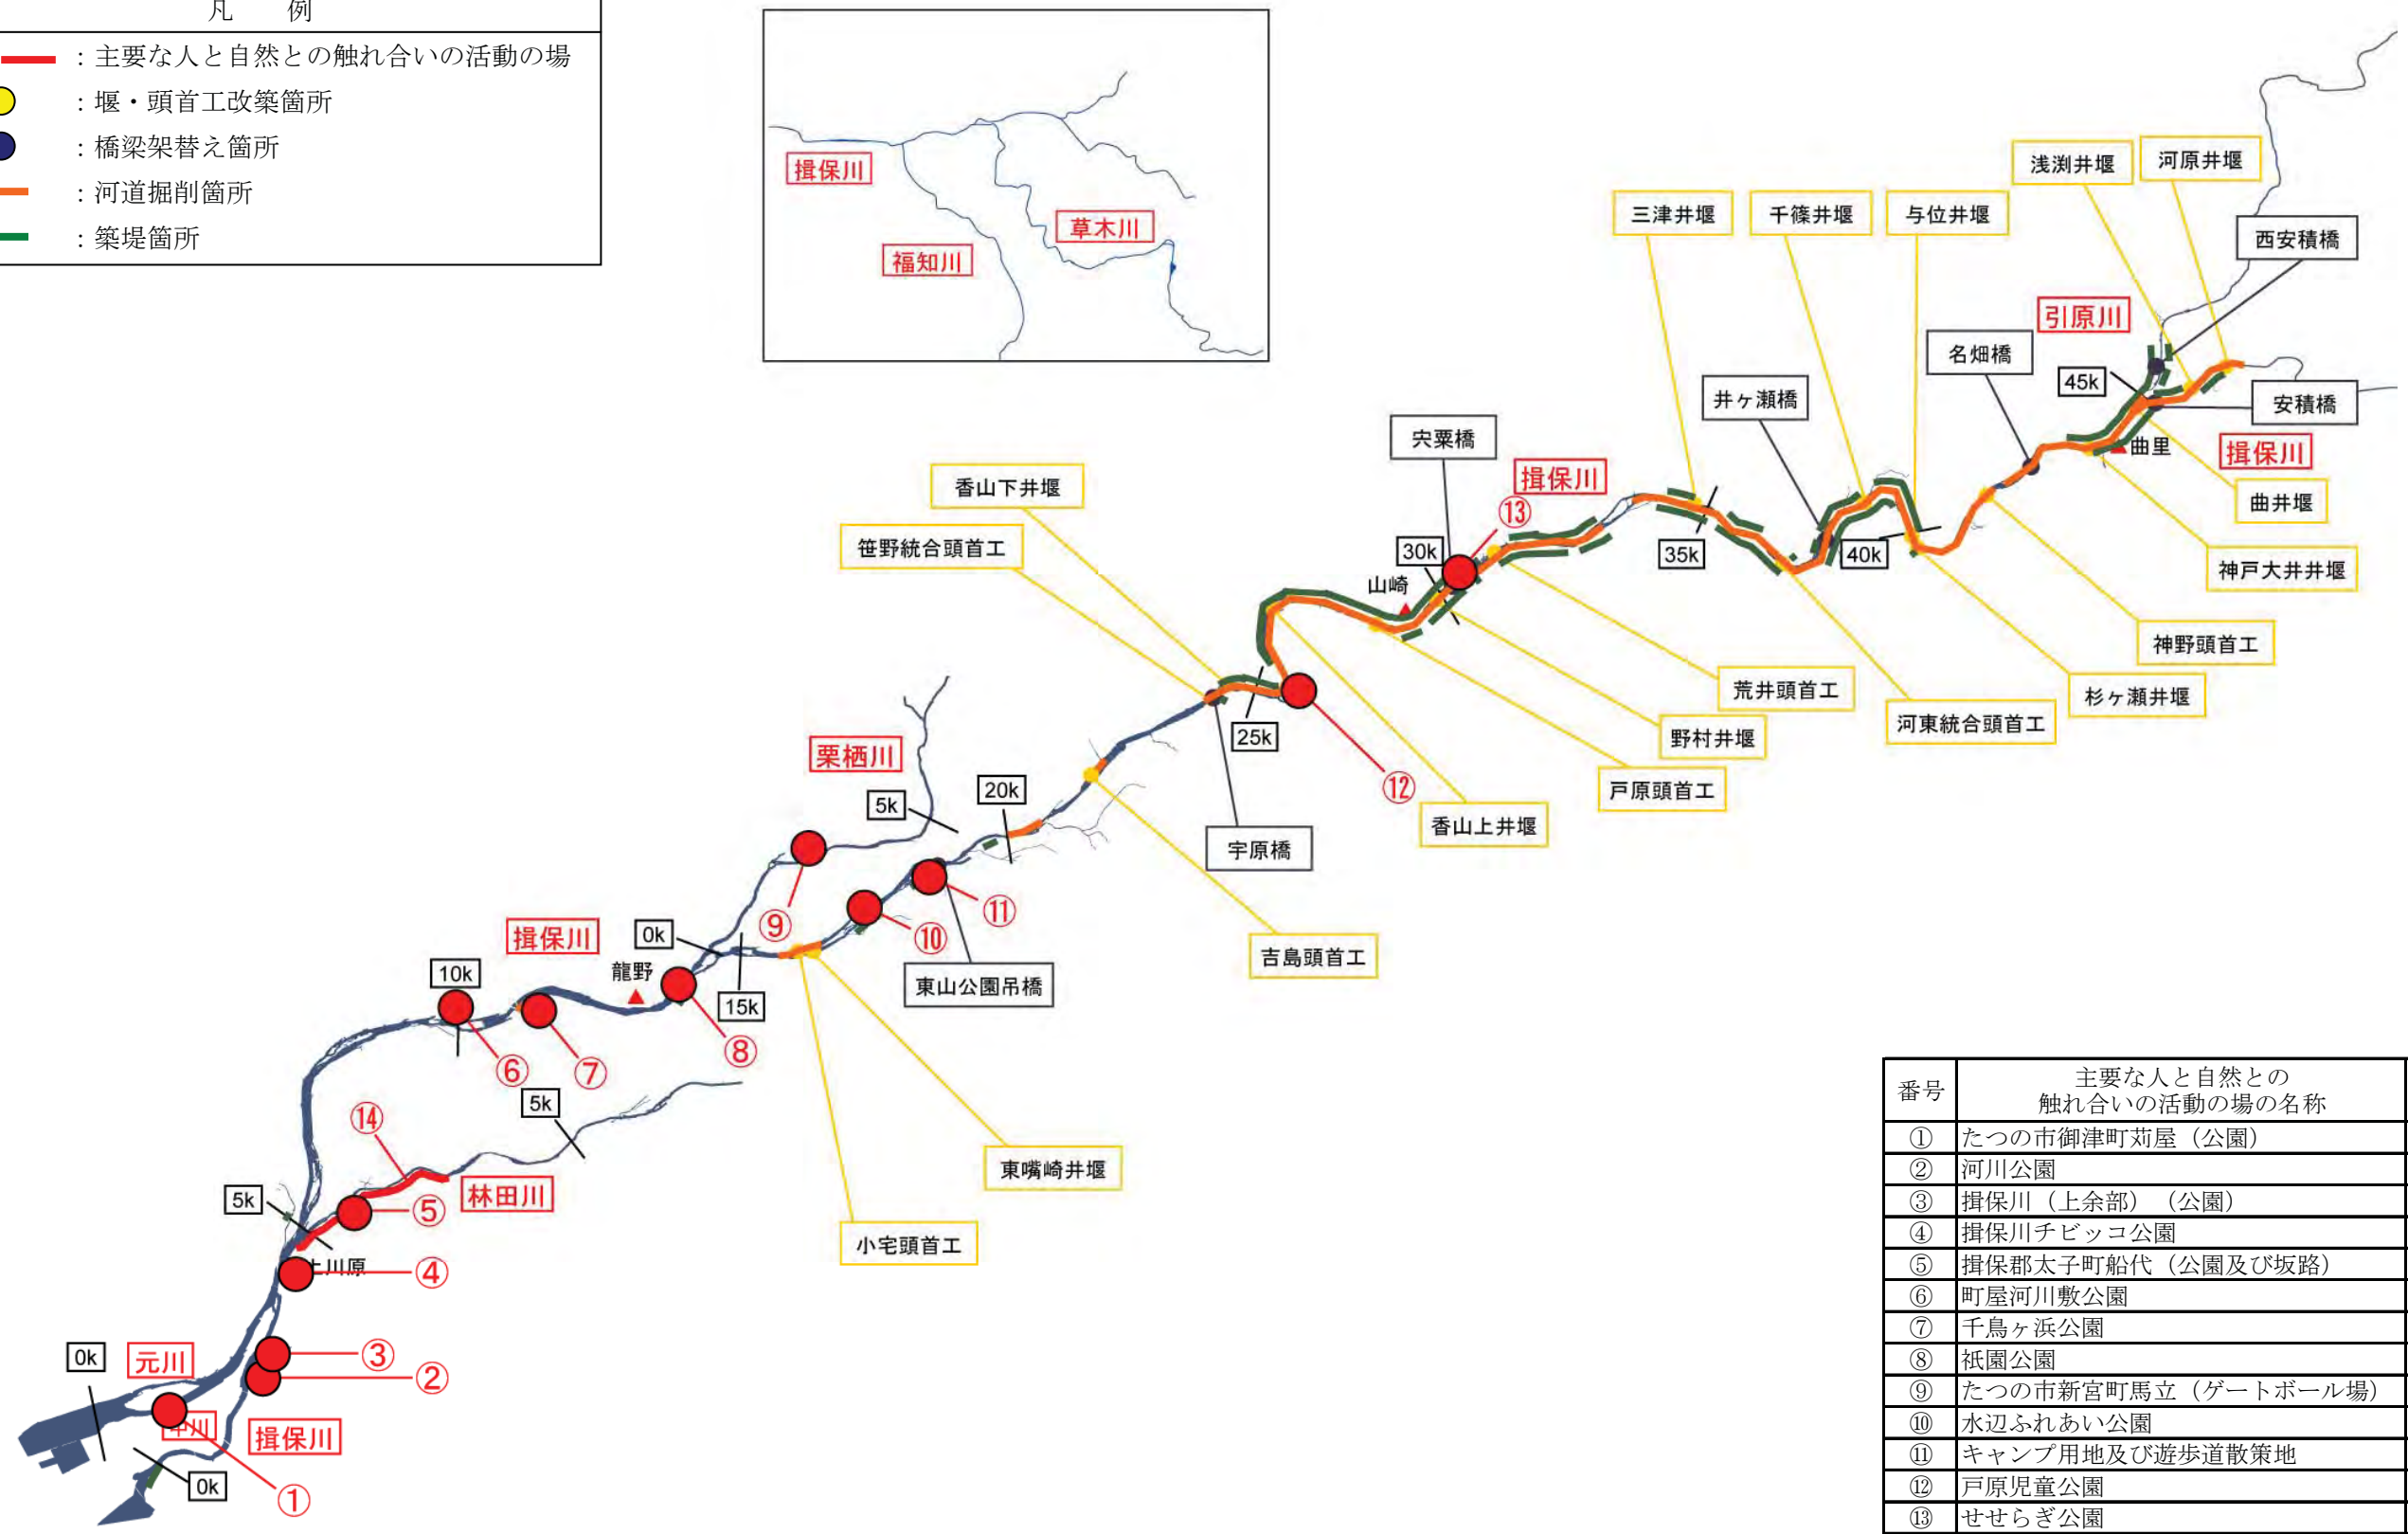 凡　例
：主要な人と自然との触れ合いの活動の場
：堰・頭首工改築箇所
：橋梁架替え箇所
：河道掘削箇所
：築堤箇所
揖保川
草木川
福知川
浅渕井堰
河原井堰
三津井堰
千篠井堰
与位井堰
西安積橋
引原川
名畑橋
45k
井ヶ瀬橋
安積橋
宍粟橋
曲里
揖保川
揖保川
香山下井堰
曲井堰
⑬
笹野統合頭首工
30k
35k
40k
神戸大井井堰
山崎
神野頭首工
荒井頭首工
杉ヶ瀬井堰
河東統合頭首工
25k
野村井堰
栗栖川
⑫
戸原頭首工
20k
5k
香山上井堰
宇原橋
⑨
⑪
⑩
揖保川
0k
吉島頭首工
10k
龍野
東山公園吊橋
15k
⑧
⑥
⑦
5k
⑭
東嘴崎井堰
林田川
5k
⑤
小宅頭首工
上川原
④
0k
元川
③
②
中川
揖保川
0k
①
番号
主要な人と自然との
触れ合いの活動の場の名称
① たつの市御津町苅屋（公園）
② 河川公園
③ 揖保川（上余部）（公園）
④ 揖保川チビッコ公園
⑤ 揖保郡太子町船代（公園及び坂路）
⑥ 町屋河川敷公園
⑦ 千鳥ヶ浜公園
⑧ 祇園公園
⑨ たつの市新宮町馬立（ゲートボール場）
⑩ 水辺ふれあい公園
⑪ キャンプ用地及び遊歩道散策地
⑫ 戸原児童公園
⑬ せせらぎ公園